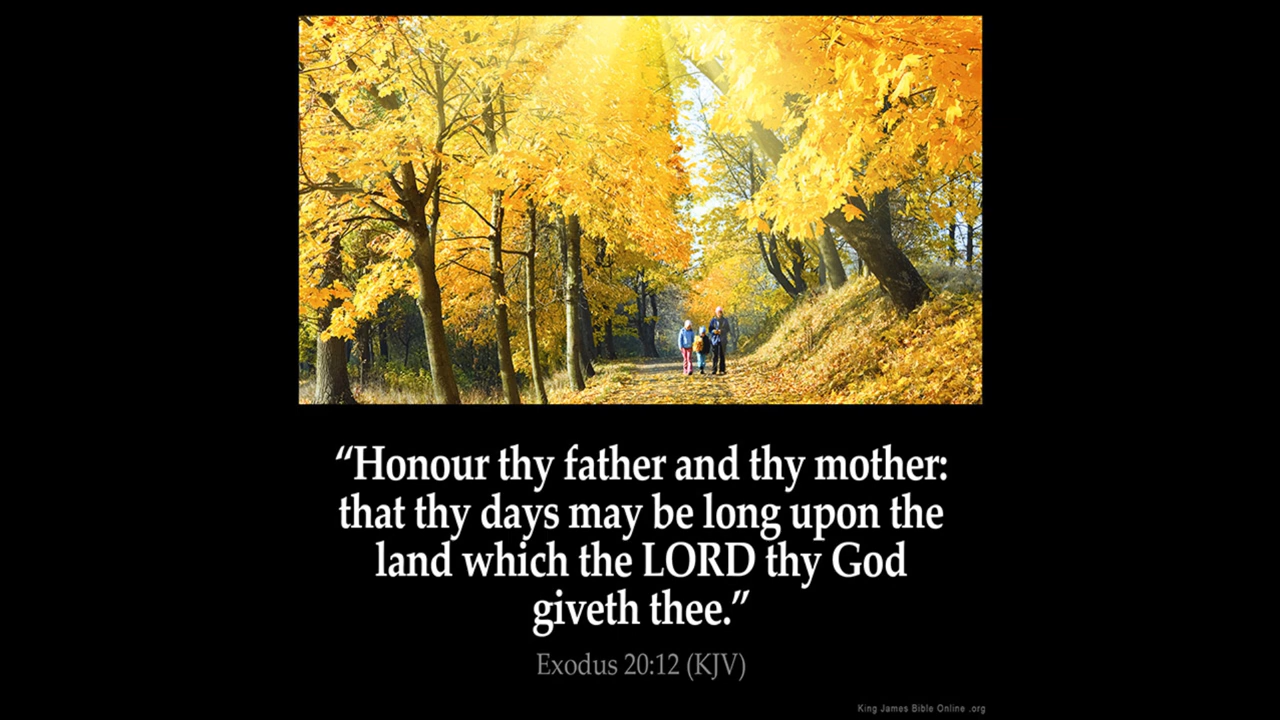 “Honour thy father and thy mother:
that thy days may be long upon the
land which the LORD thy God
giveth thee.”
Exodus 20:12 (KJV)
King James Bible Online .org